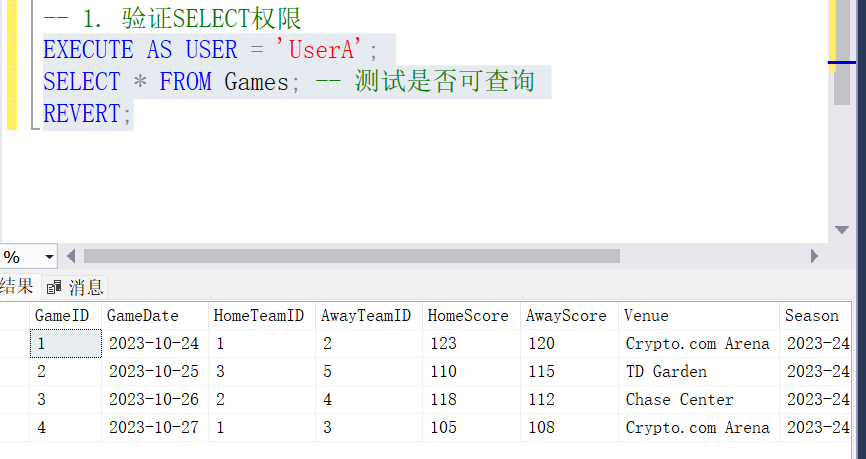 -- 1. 验证SELECT权限
EXECUTE AS USER = 'UserA';
SELECT * FROM Games; -- 测试是否可查询
REVERT;
%
结果 消息
GameID GameDate HomeTeamID AwayTeamID HomeScore AwayScore Venue Season
1 2023-10-24 1 2 123 120 Crypto.com Arena 2023-24
2 2023-10-25 3 5 110 115 TD Garden 2023-24
3 2023-10-26 2 4 118 112 Chase Center 2023-24
4 2023-10-27 1 3 105 108 Crypto.com Arena 2023-24